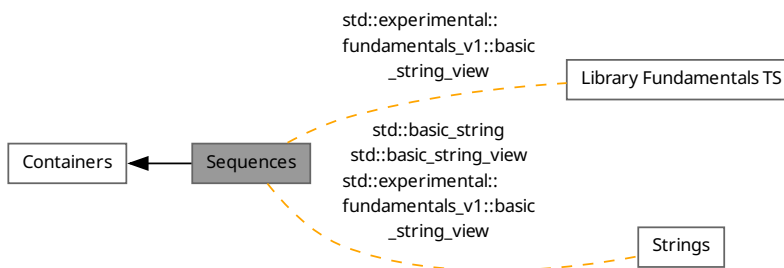 std::experimental::
fundamentals_v1::basic
_string_view
Library Fundamentals TS
std::basic_string
std::basic_string_view
std::experimental::
fundamentals_v1::basic
_string_view
Containers
Sequences
Strings